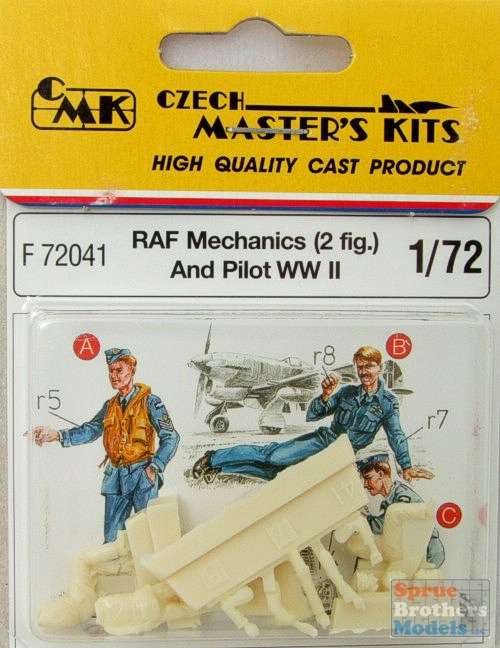 CMK
CZECH
MASTER'S KITS
HIGH QUALITY CAST PRODUCT
F 72041
RAF Mechanics (2 fig.)
And Pilot WW II
1/72
A
r5
r8
B
r7
C
Sprue
Brothers
Models LLC